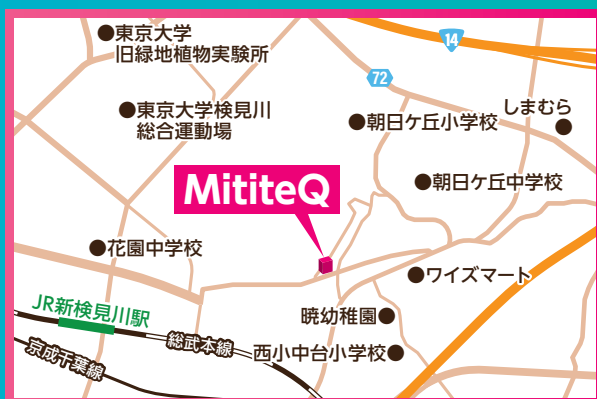 東京大学
旧緑地植物実験所
14
72
しまむら
東京大学検見川
総合運動場
朝日ケ丘小学校
MititeQ
朝日ケ丘中学校
花園中学校
ワイズマート
JR新検見川駅
暁幼稚園
総武本線
西小中台小学校
京成千葉線